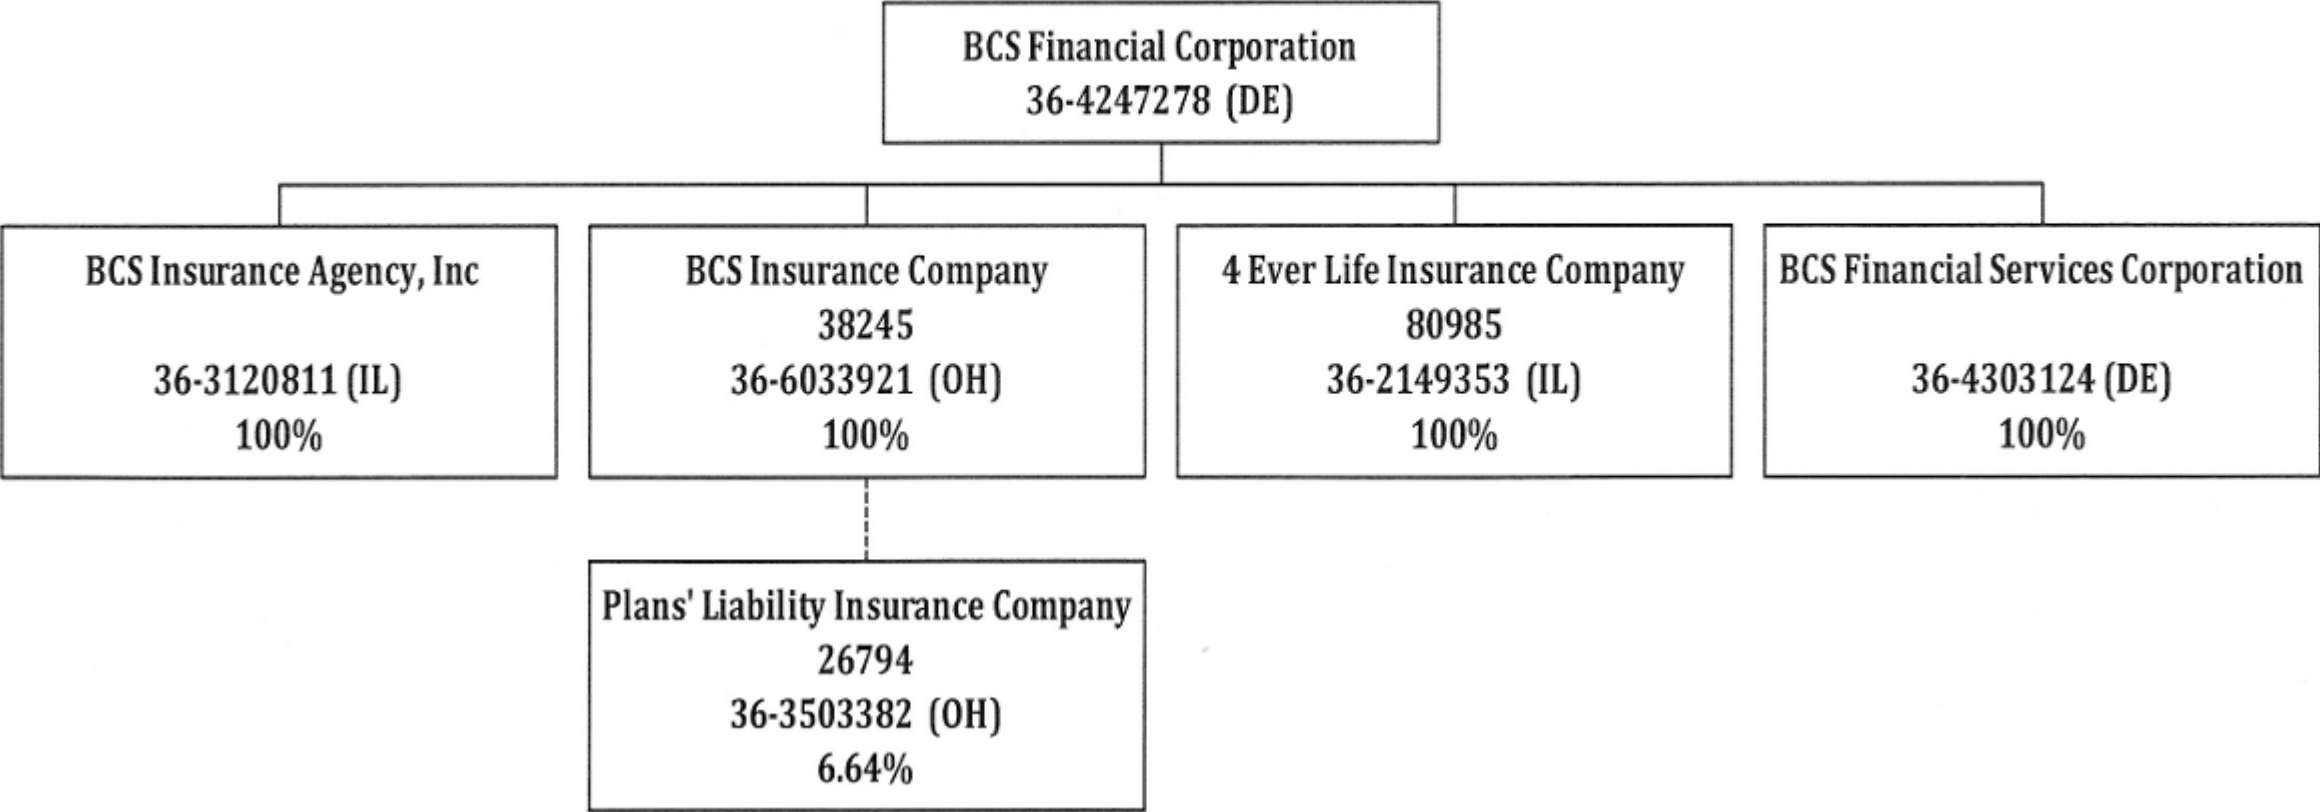 BCS Financial Corporation
36-4247278 (DE)
BCS Insurance Agency, Inc
36-3120811 (IL)
100%
BCS Insurance Company
38245
36-6033921 (OH)
100%
4 Ever Life Insurance Company
80985
36-2149353 (IL)
100%
BCS Financial Services Corporation
36-4303124 (DE)
100%
Plans' Liability Insurance Company
26794
36-3503382 (OH)
6.64%